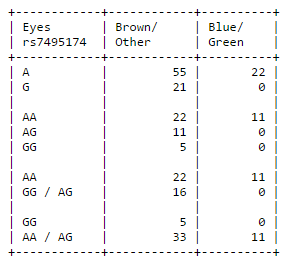 Eyes Brown/ Blue/
rs7495174 Other Green
A 55 22
G 21 0
AA 22 11
AG 11 0
GG 5 0
AA 22 11
GG / AG 16 0
GG 5 0
AA / AG 33 11